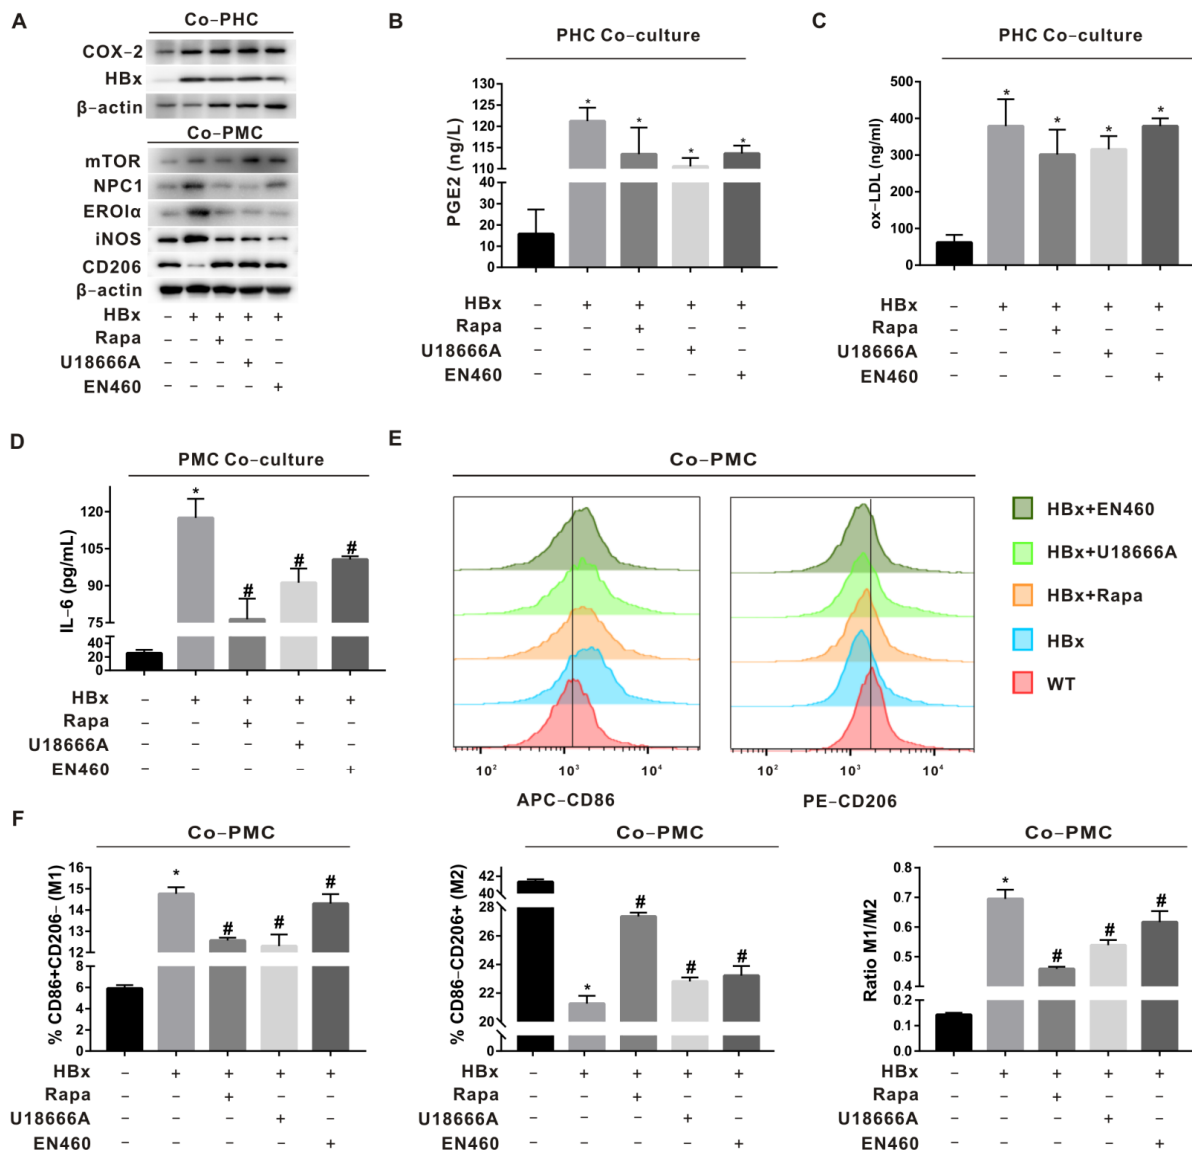 A
Co-PHC
COX-2
HBx
β-actin
Co-PMC
mTOR
NPC1
EROIα
iNOS
CD206
β-actin
HBx – + + + +
Rapa – – + – –
U18666A – – – + –
EN460 – – – – +
B
PHC Co-culture
PGE2 (ng/L)
130
125
120
115
110
40
30
20
10
0
* * * *
HBx – + + + +
Rapa – – + – –
U18666A – – – + –
EN460 – – – – +
C
PHC Co-culture
ox-LDL (ng/ml)
500
400
300
200
100
0
* * * *
HBx – + + + +
Rapa – – + – –
U18666A – – – + –
EN460 – – – – +
D
PMC Co-culture
IL-6 (pg/mL)
120
105
90
75
40
20
0
* # # #
HBx – + + + +
Rapa – – + – –
U18666A – – – + –
EN460 – – – – +
E
Co-PMC
10² 10³ 10⁴
APC-CD86
10² 10³ 10⁴
PE-CD206
HBx+EN460
HBx+U18666A
HBx+Rapa
HBx
WT
F
Co-PMC
% CD86+CD206- (M1)
16
15
14
13
12
8
6
4
2
0
* # # #
HBx – + + + +
Rapa – – + – –
U18666A – – – + –
EN460 – – – – +
Co-PMC
% CD86-CD206+ (M2)
42
40
28
26
24
22
20
0
* # # #
HBx – + + + +
Rapa – – + – –
U18666A – – – + –
EN460 – – – – +
Co-PMC
Ratio M1/M2
0.8
0.7
0.6
0.5
0.4
0.2
0.1
0.0
* # # #
HBx – + + + +
Rapa – – + – –
U18666A – – – + –
EN460 – – – – +